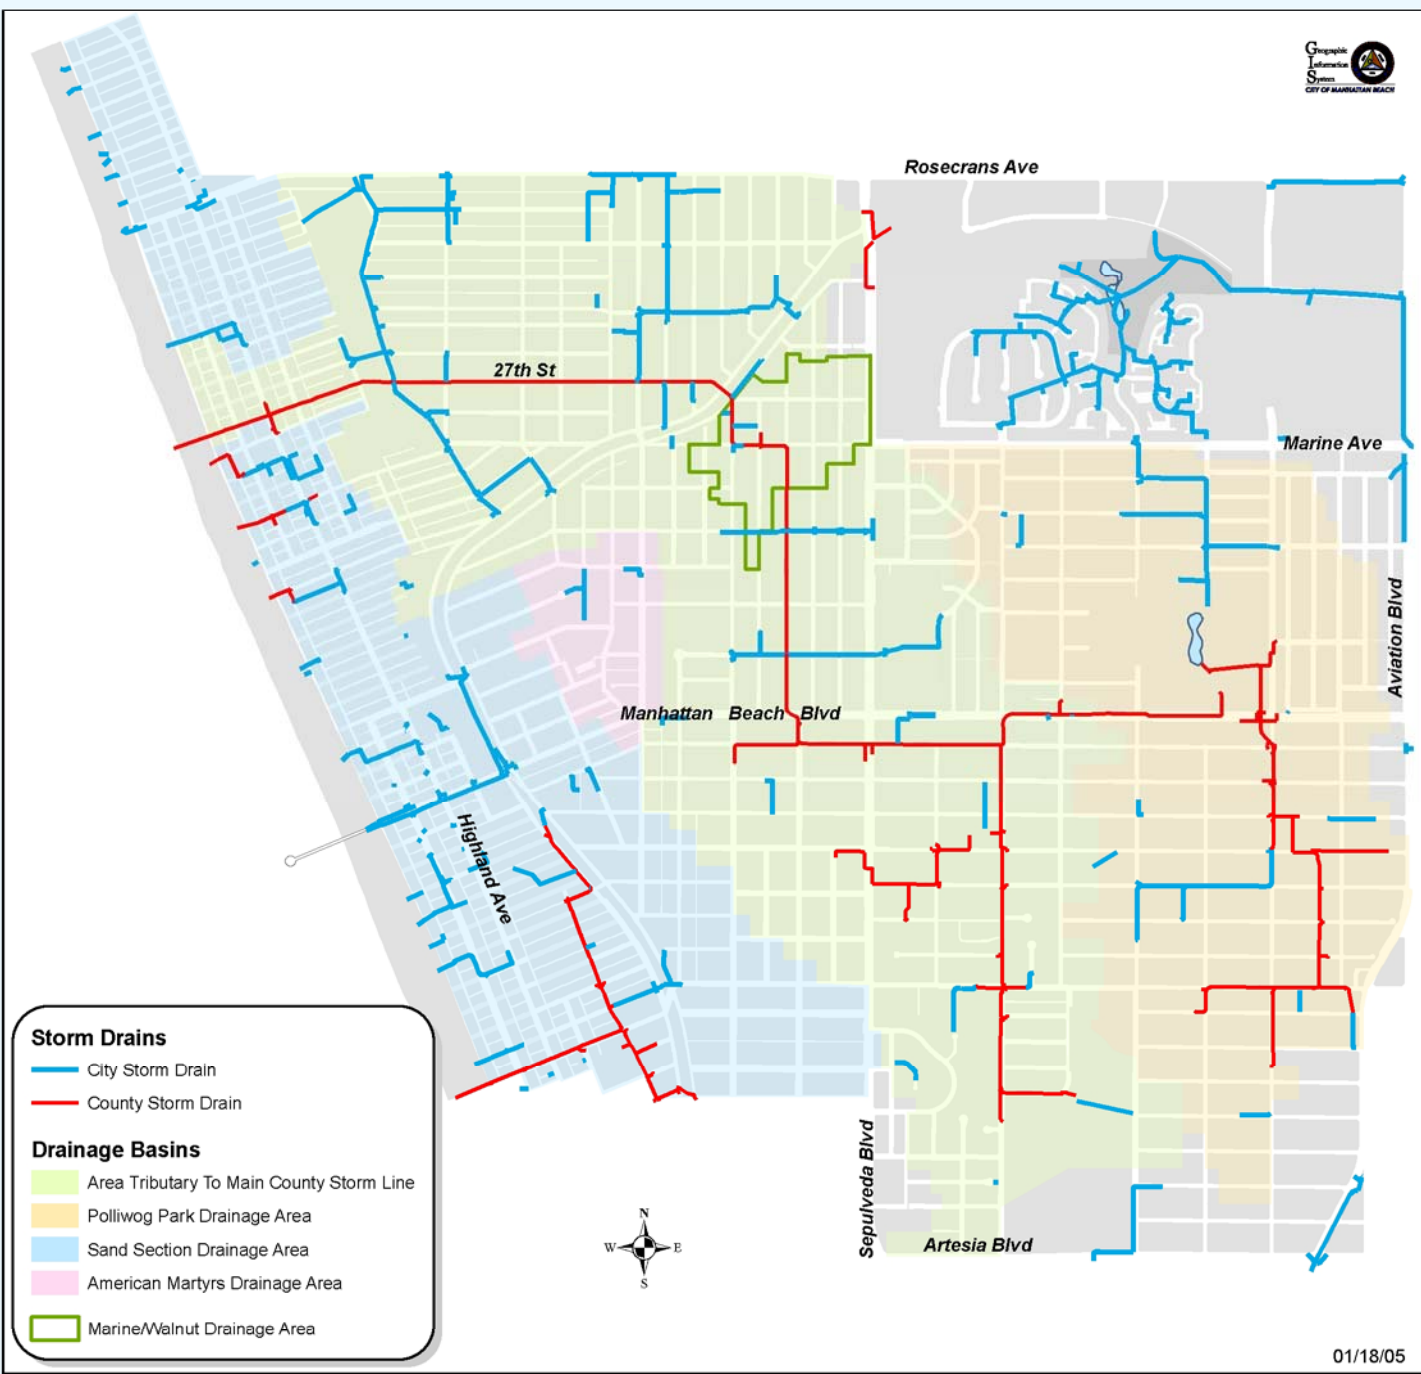 Geographic
Information
System
CITY OF MANHATTAN BEACH
Rosecrans Ave
27th St
Marine Ave
Aviation Blvd
Manhattan Beach Blvd
Highland Ave
Storm Drains
City Storm Drain
County Storm Drain
Drainage Basins
Area Tributary To Main County Storm Line
Polliwog Park Drainage Area
Sand Section Drainage Area
American Martyrs Drainage Area
Marine/Walnut Drainage Area
N
W E
S
Sepulveda Blvd
Artesia Blvd
01/18/05